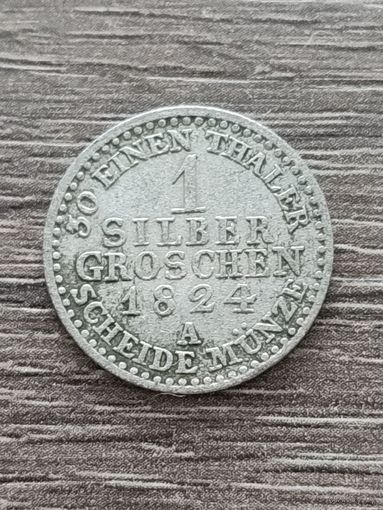 30 EINEN THALER
1
SILBER
GROSCHEN
1824
A
SCHEIDE MÜNZE